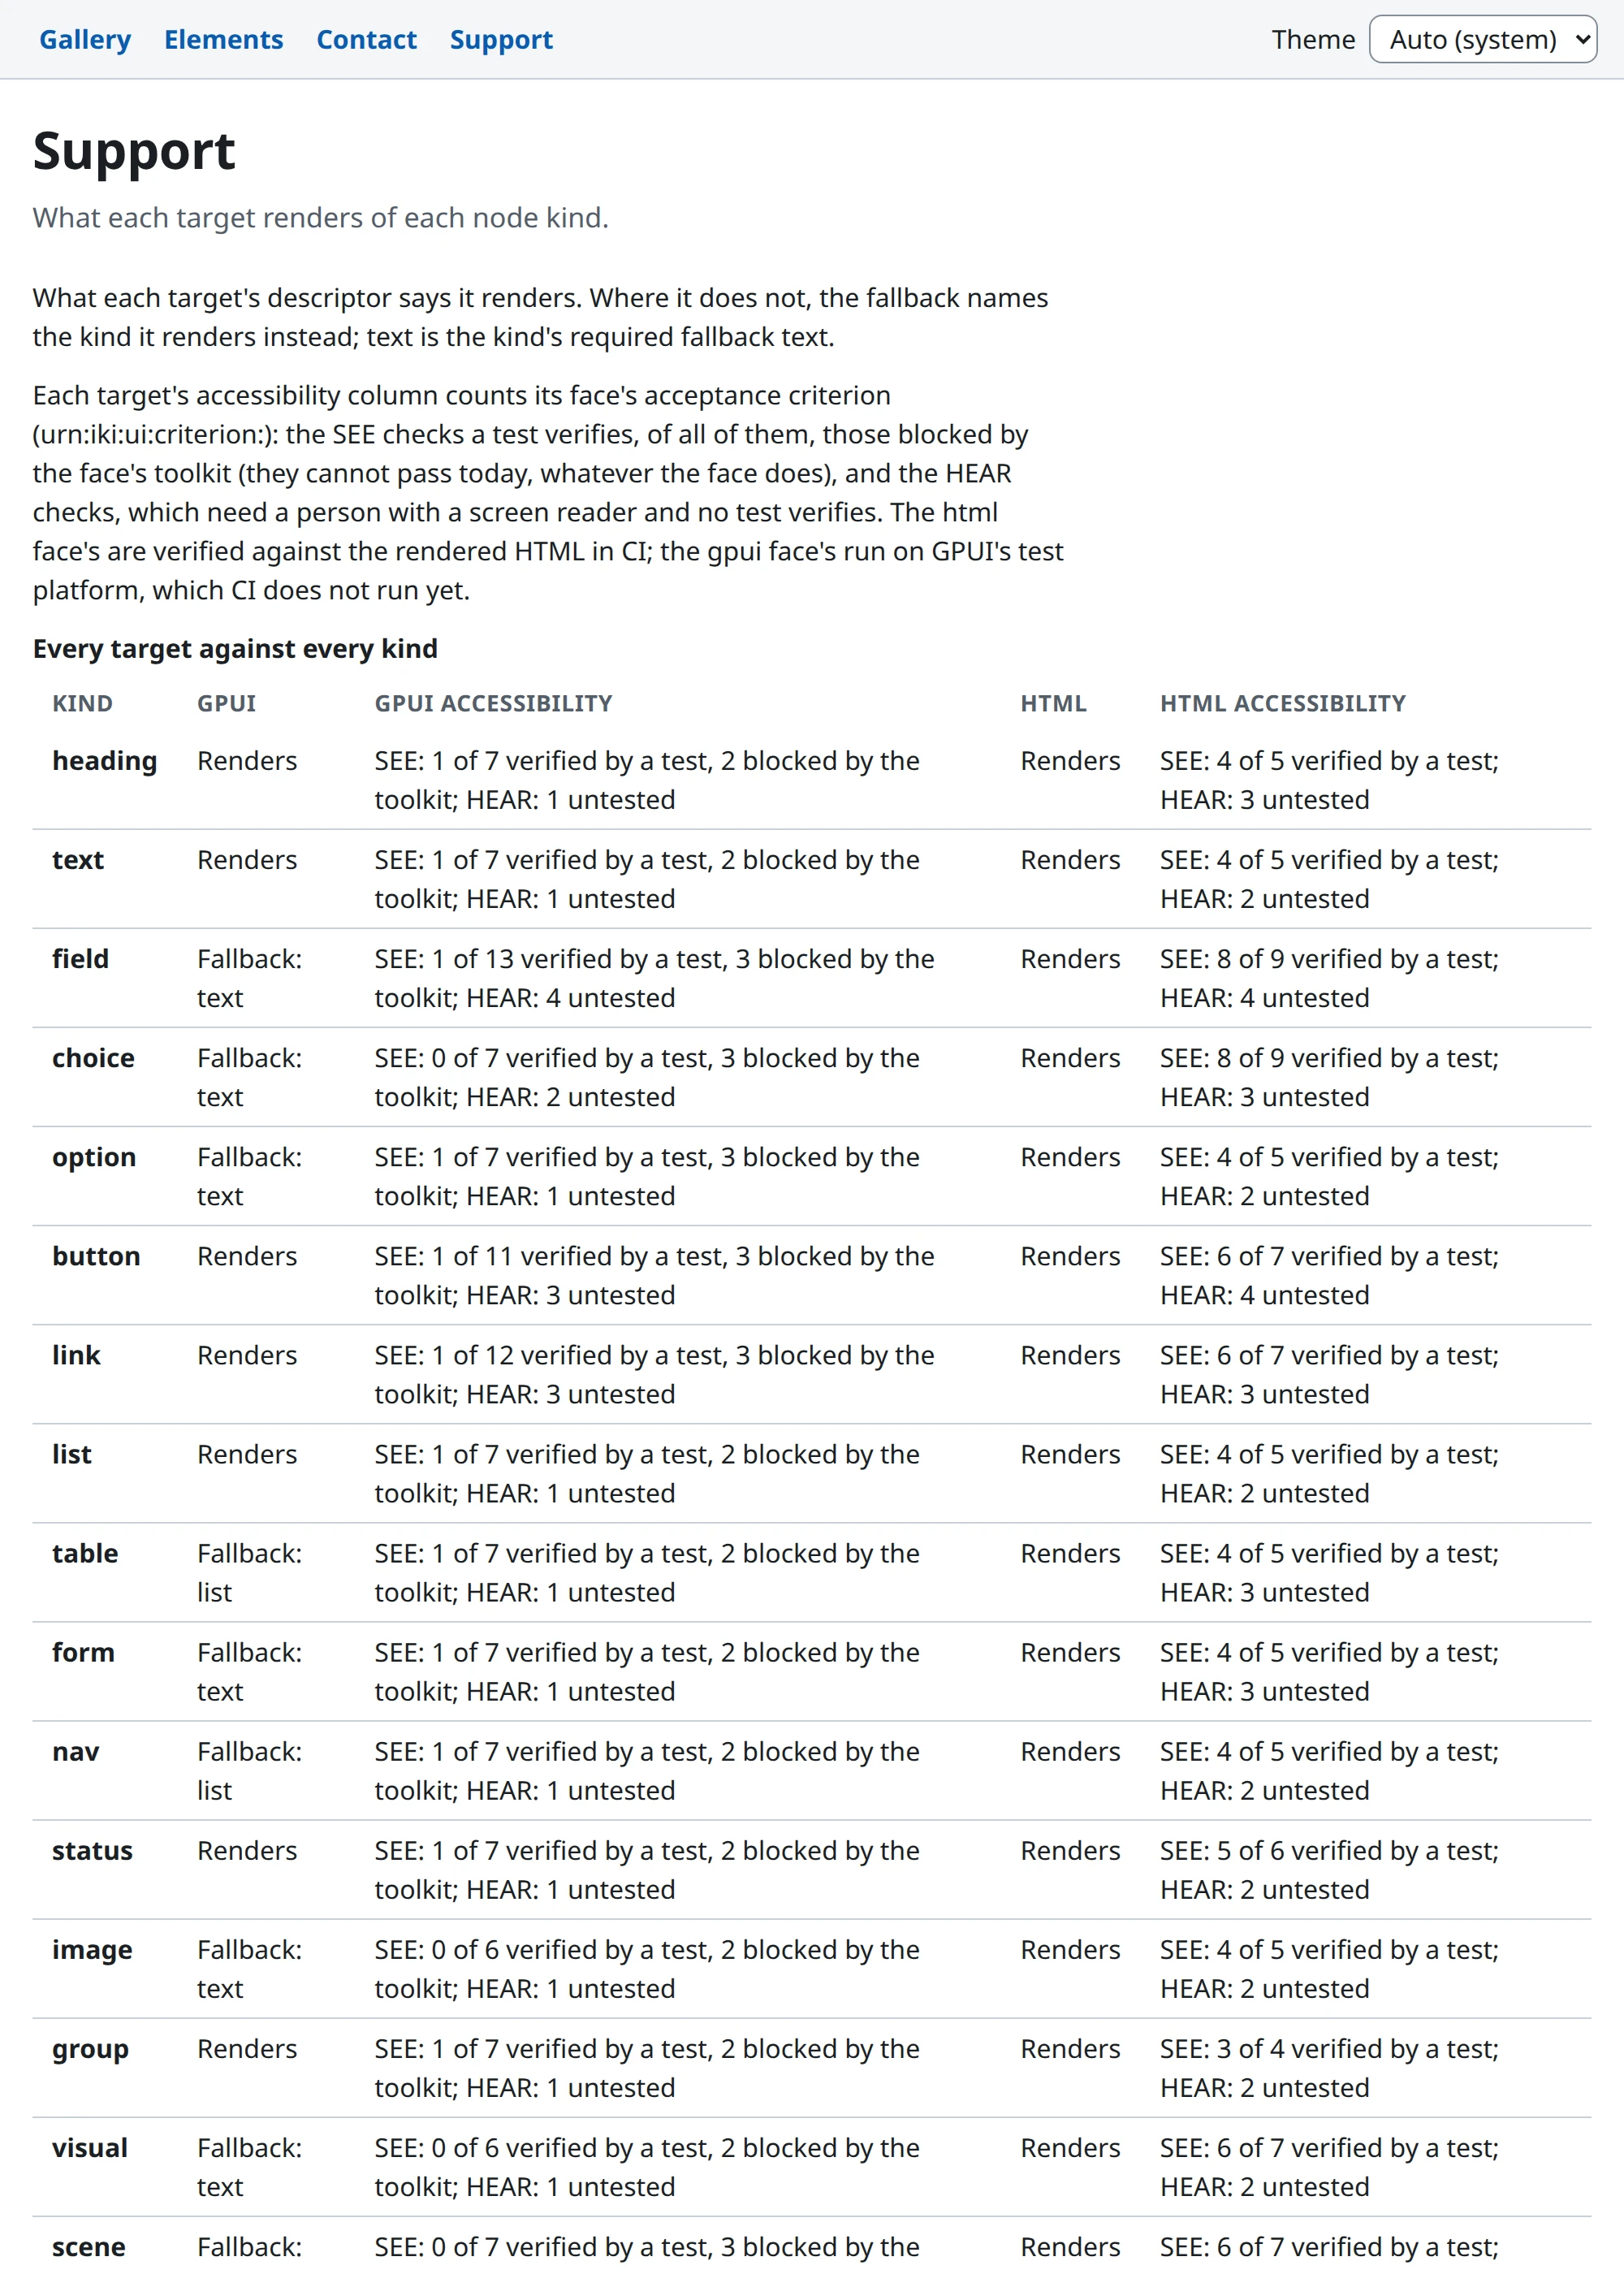 Gallery Elements Contact Support Theme Auto (system)
Support
What each target renders of each node kind.
What each target's descriptor says it renders. Where it does not, the fallback names
the kind it renders instead; text is the kind's required fallback text.
Each target's accessibility column counts its face's acceptance criterion
(urn:iki:ui:criterion:): the SEE checks a test verifies, of all of them, those blocked by
the face's toolkit (they cannot pass today, whatever the face does), and the HEAR
checks, which need a person with a screen reader and no test verifies. The html
face's are verified against the rendered HTML in CI; the gpui face's run on GPUI's test
platform, which CI does not run yet.
Every target against every kind
KIND GPUI GPUI ACCESSIBILITY HTML HTML ACCESSIBILITY
heading Renders SEE: 1 of 7 verified by a test, 2 blocked by the Renders SEE: 4 of 5 verified by a test;
toolkit; HEAR: 1 untested HEAR: 3 untested
text Renders SEE: 1 of 7 verified by a test, 2 blocked by the Renders SEE: 4 of 5 verified by a test;
toolkit; HEAR: 1 untested HEAR: 2 untested
field Fallback: SEE: 1 of 13 verified by a test, 3 blocked by the Renders SEE: 8 of 9 verified by a test;
text toolkit; HEAR: 4 untested HEAR: 4 untested
choice Fallback: SEE: 0 of 7 verified by a test, 3 blocked by the Renders SEE: 8 of 9 verified by a test;
text toolkit; HEAR: 2 untested HEAR: 3 untested
option Fallback: SEE: 1 of 7 verified by a test, 3 blocked by the Renders SEE: 4 of 5 verified by a test;
text toolkit; HEAR: 1 untested HEAR: 2 untested
button Renders SEE: 1 of 11 verified by a test, 3 blocked by the Renders SEE: 6 of 7 verified by a test;
toolkit; HEAR: 3 untested HEAR: 4 untested
link Renders SEE: 1 of 12 verified by a test, 3 blocked by the Renders SEE: 6 of 7 verified by a test;
toolkit; HEAR: 3 untested HEAR: 3 untested
list Renders SEE: 1 of 7 verified by a test, 2 blocked by the Renders SEE: 4 of 5 verified by a test;
toolkit; HEAR: 1 untested HEAR: 2 untested
table Fallback: SEE: 1 of 7 verified by a test, 2 blocked by the Renders SEE: 4 of 5 verified by a test;
list toolkit; HEAR: 1 untested HEAR: 3 untested
form Fallback: SEE: 1 of 7 verified by a test, 2 blocked by the Renders SEE: 4 of 5 verified by a test;
text toolkit; HEAR: 1 untested HEAR: 3 untested
nav Fallback: SEE: 1 of 7 verified by a test, 2 blocked by the Renders SEE: 4 of 5 verified by a test;
list toolkit; HEAR: 1 untested HEAR: 2 untested
status Renders SEE: 1 of 7 verified by a test, 2 blocked by the Renders SEE: 5 of 6 verified by a test;
toolkit; HEAR: 1 untested HEAR: 2 untested
image Fallback: SEE: 0 of 6 verified by a test, 2 blocked by the Renders SEE: 4 of 5 verified by a test;
text toolkit; HEAR: 1 untested HEAR: 2 untested
group Renders SEE: 1 of 7 verified by a test, 2 blocked by the Renders SEE: 3 of 4 verified by a test;
toolkit; HEAR: 1 untested HEAR: 2 untested
visual Fallback: SEE: 0 of 6 verified by a test, 2 blocked by the Renders SEE: 6 of 7 verified by a test;
text toolkit; HEAR: 1 untested HEAR: 2 untested
scene Fallback: SEE: 0 of 7 verified by a test, 3 blocked by the Renders SEE: 6 of 7 verified by a test;